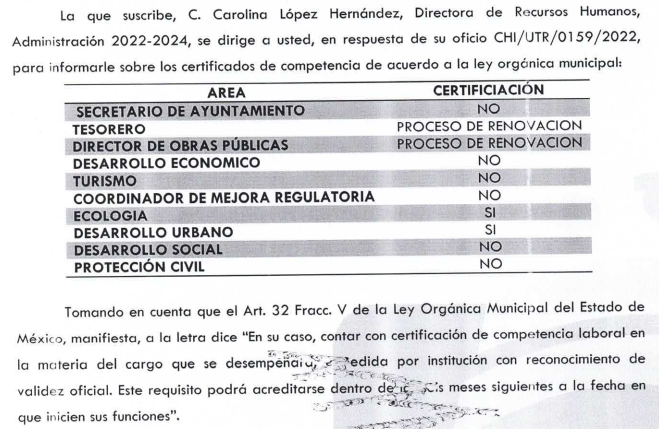 La que suscribe, C. Carolina López Hernández, Directora de Recursos Humanos,
Administración 2022-2024, se dirige a usted, en respuesta de su oficio CHI/UTR/0159/2022,
para informarle sobre los certificados de competencia de acuerdo a la ley orgánica municipal:
AREA CERTIFICIACIÓN
SECRETARIO DE AYUNTAMIENTO NO
TESORERO PROCESO DE RENOVACION
DIRECTOR DE OBRAS PÚBLICAS PROCESO DE RENOVACION
DESARROLLO ECONOMICO NO
TURISMO NO
COORDINADOR DE MEJORA REGULATORIA NO
ECOLOGIA SI
DESARROLLO URBANO SI
DESARROLLO SOCIAL NO
PROTECCIÓN CIVIL NO
Tomando en cuenta que el Art. 32 Fracc. V de la Ley Orgánica Municipal del Estado de
México, manifiesta, a la letra dice "En su caso, contar con certificación de competencia laboral en
la materia del cargo que se desempeñará, expedida por institución con reconocimiento de
validez oficial. Este requisito podrá acreditarse dentro de meses siguientes a la fecha en
que inicien sus funciones".